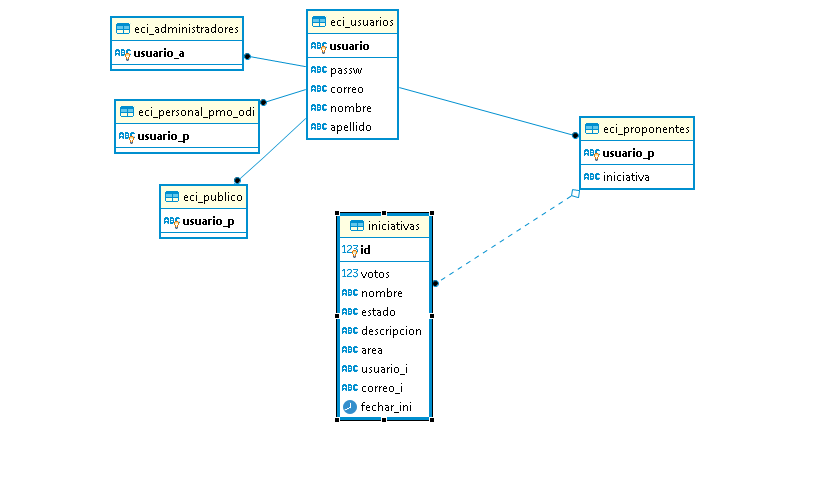 eci_administradores
ABC usuario_a
eci_personal_pmo_odi
ABC usuario_p
eci_publico
ABC usuario_p
eci_usuarios
ABC usuario
ABC passw
ABC correo
ABC nombre
ABC apellido
eci_proponentes
ABC usuario_p
ABC iniciativa
iniciativas
123 id
123 votos
ABC nombre
ABC estado
ABC descripcion
ABC area
ABC usuario_i
ABC correo_i
fechar_ini